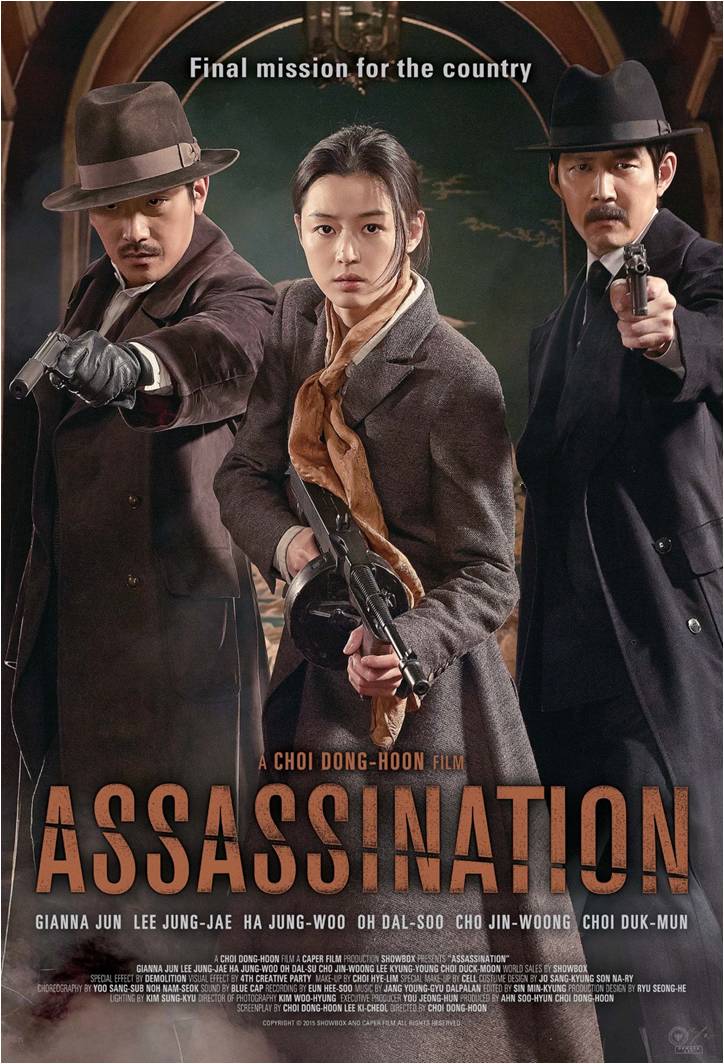 Final mission for the country
A CHOI DONG-HOON FILM
ASSASSINATION
GIANNA JUN LEE JUNG-JAE HA JUNG-WOO OH DAL-SOO CHO JIN-WOONG CHOI DUK-MUN
A CHOI DONG-HOON FILM A CAPER FILM PRODUCTION SHOWBOX PRESENTS "ASSASSINATION"
GIANNA JUN LEE JUNG-JAE HA JUNG-WOO OH DAL-SOO CHO JIN-WOONG LEE KYUNG-YOUNG CHOI DUCK-MOON WORLD SALES BY SHOWBOX
SPECIAL EFFECT BY DEMOLITION VISUAL EFFECT BY 4TH CREATIVE PARTY MAKE-UP BY CHOI HYE-LIM SPECIAL MAKE-UP BY CELL COSTUME DESIGN BY JO SANG-KYUNG SON NA-RY
CHOREOGRAPHY BY YOO SANG-SUB NOH NAM-SEOK SOUND BY BLUE CAP RECORDING BY EUN HEE-SOO MUSIC BY JANG YOUNG-GYU DALPALAN EDITED BY SIN MIN-KYUNG PRODUCTION DESIGN BY RYU SEONG-HE
LIGHTING BY KIM SUNG-KYU DIRECTOR OF PHOTOGRAPHY KIM WOO-HYUNG EXECUTIVE PRODUCER YOU JEONG-HUN PRODUCED BY AHN SOO-HYUN CHOI DONG-HOON
SCREENPLAY BY CHOI DONG-HOON LEE KI-CHEOL DIRECTED BY CHOI DONG-HOON
COPYRIGHT © 2015 SHOWBOX AND CAPER FILM ALL RIGHTS RESERVED.